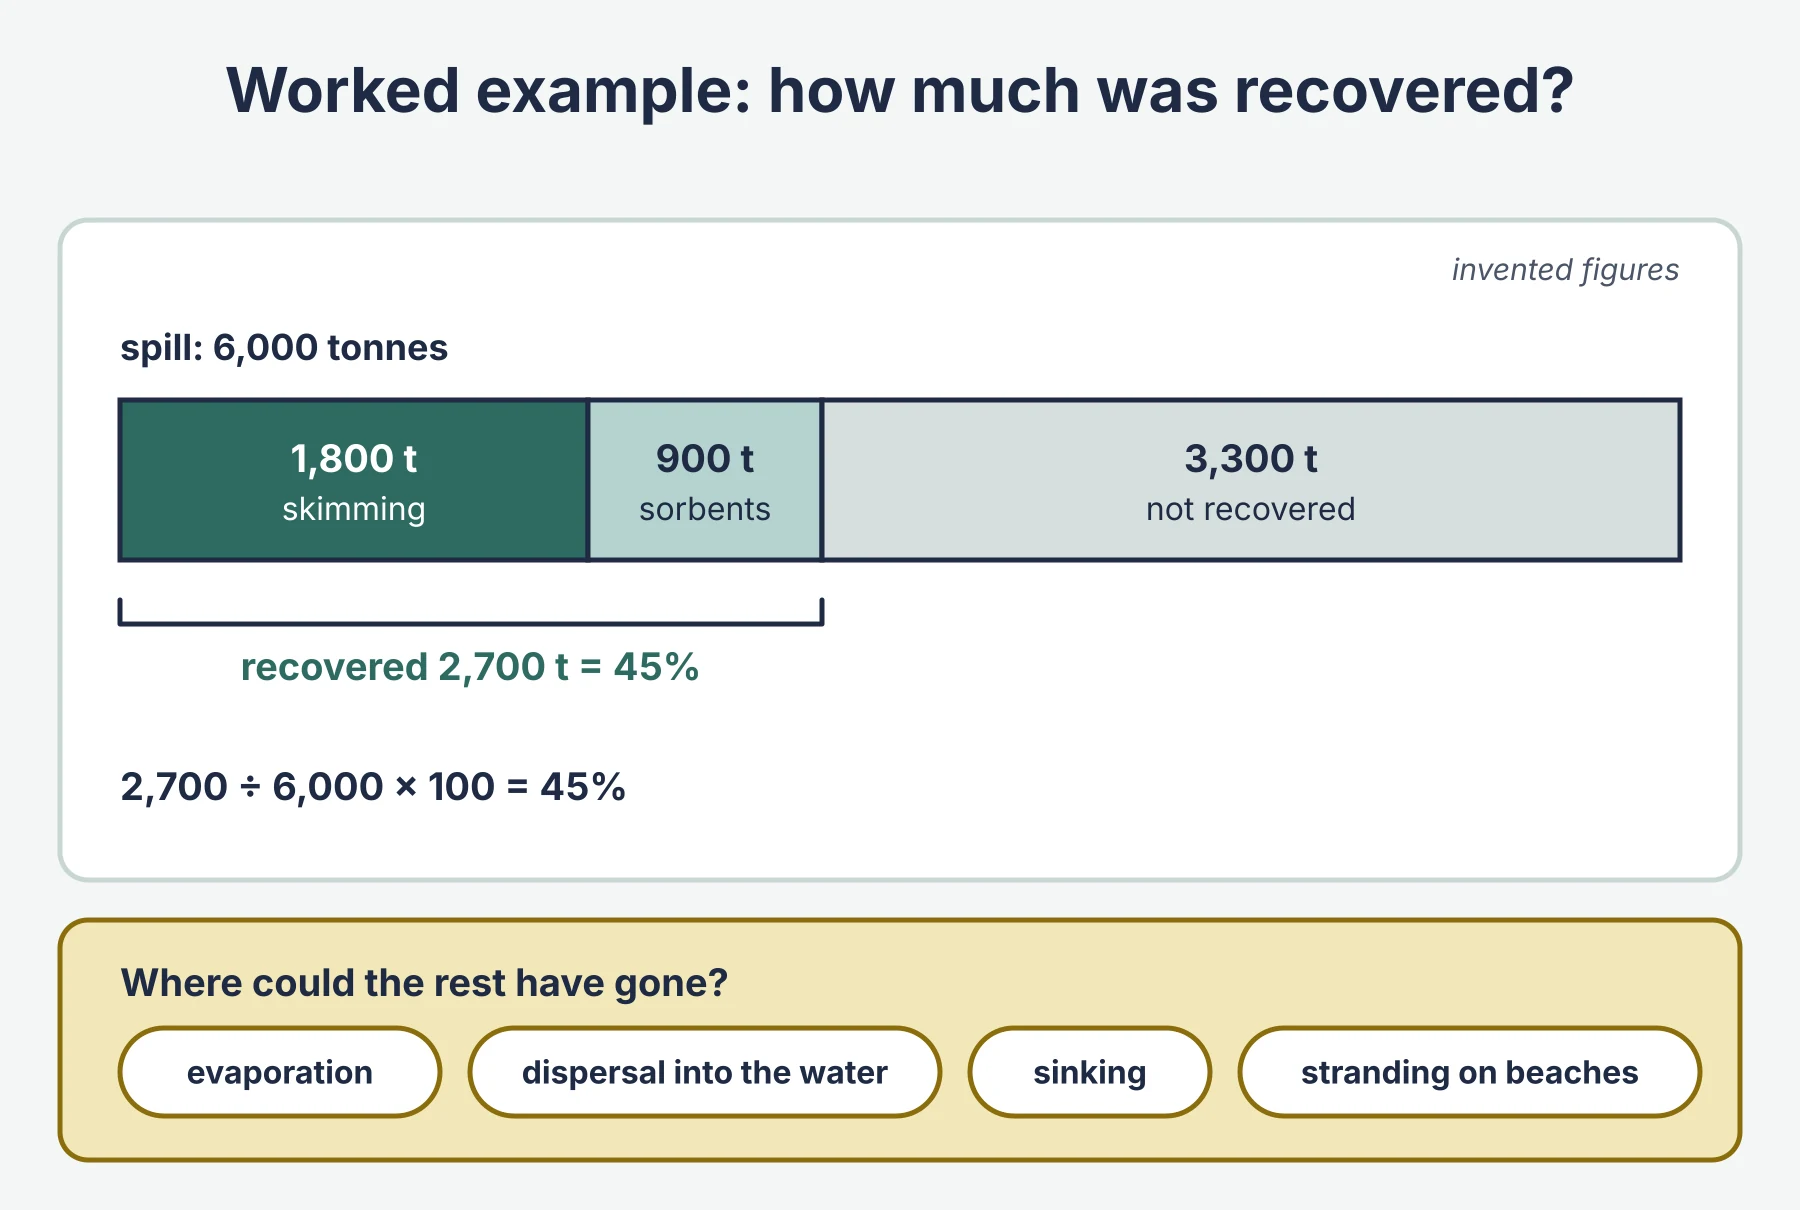 Worked example: how much was recovered?
invented figures
spill: 6,000 tonnes
1,800 t
skimming
900 t
sorbents
3,300 t
not recovered
recovered 2,700 t = 45%
2,700 ÷ 6,000 × 100 = 45%
Where could the rest have gone?
evaporation
dispersal into the water
sinking
stranding on beaches